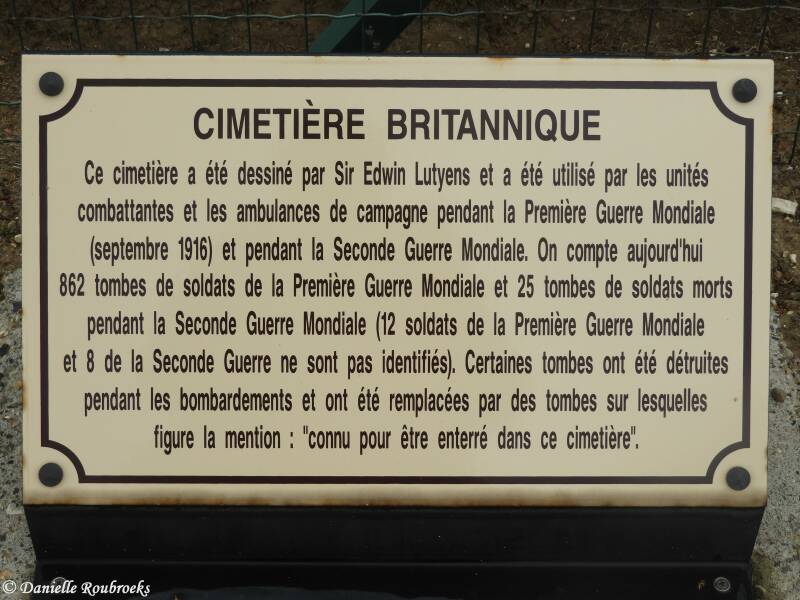 CIMETIÈRE BRITANNIQUE
Ce cimetière a été dessiné par Sir Edwin Lutyens et a été utilisé par les unités
combattantes et les ambulances de campagne pendant la Première Guerre Mondiale
(septembre 1916) et pendant la Seconde Guerre Mondiale. On compte aujourd'hui
862 tombes de soldats de la Première Guerre Mondiale et 25 tombes de soldats morts
pendant la Seconde Guerre Mondiale (12 soldats de la Première Guerre Mondiale
et 8 de la Seconde Guerre ne sont pas identifiés). Certaines tombes ont été détruites
pendant les bombardements et ont été remplacées par des tombes sur lesquelles
figure la mention : "connu pour être enterré dans ce cimetière".
© Danielle Roubroeks